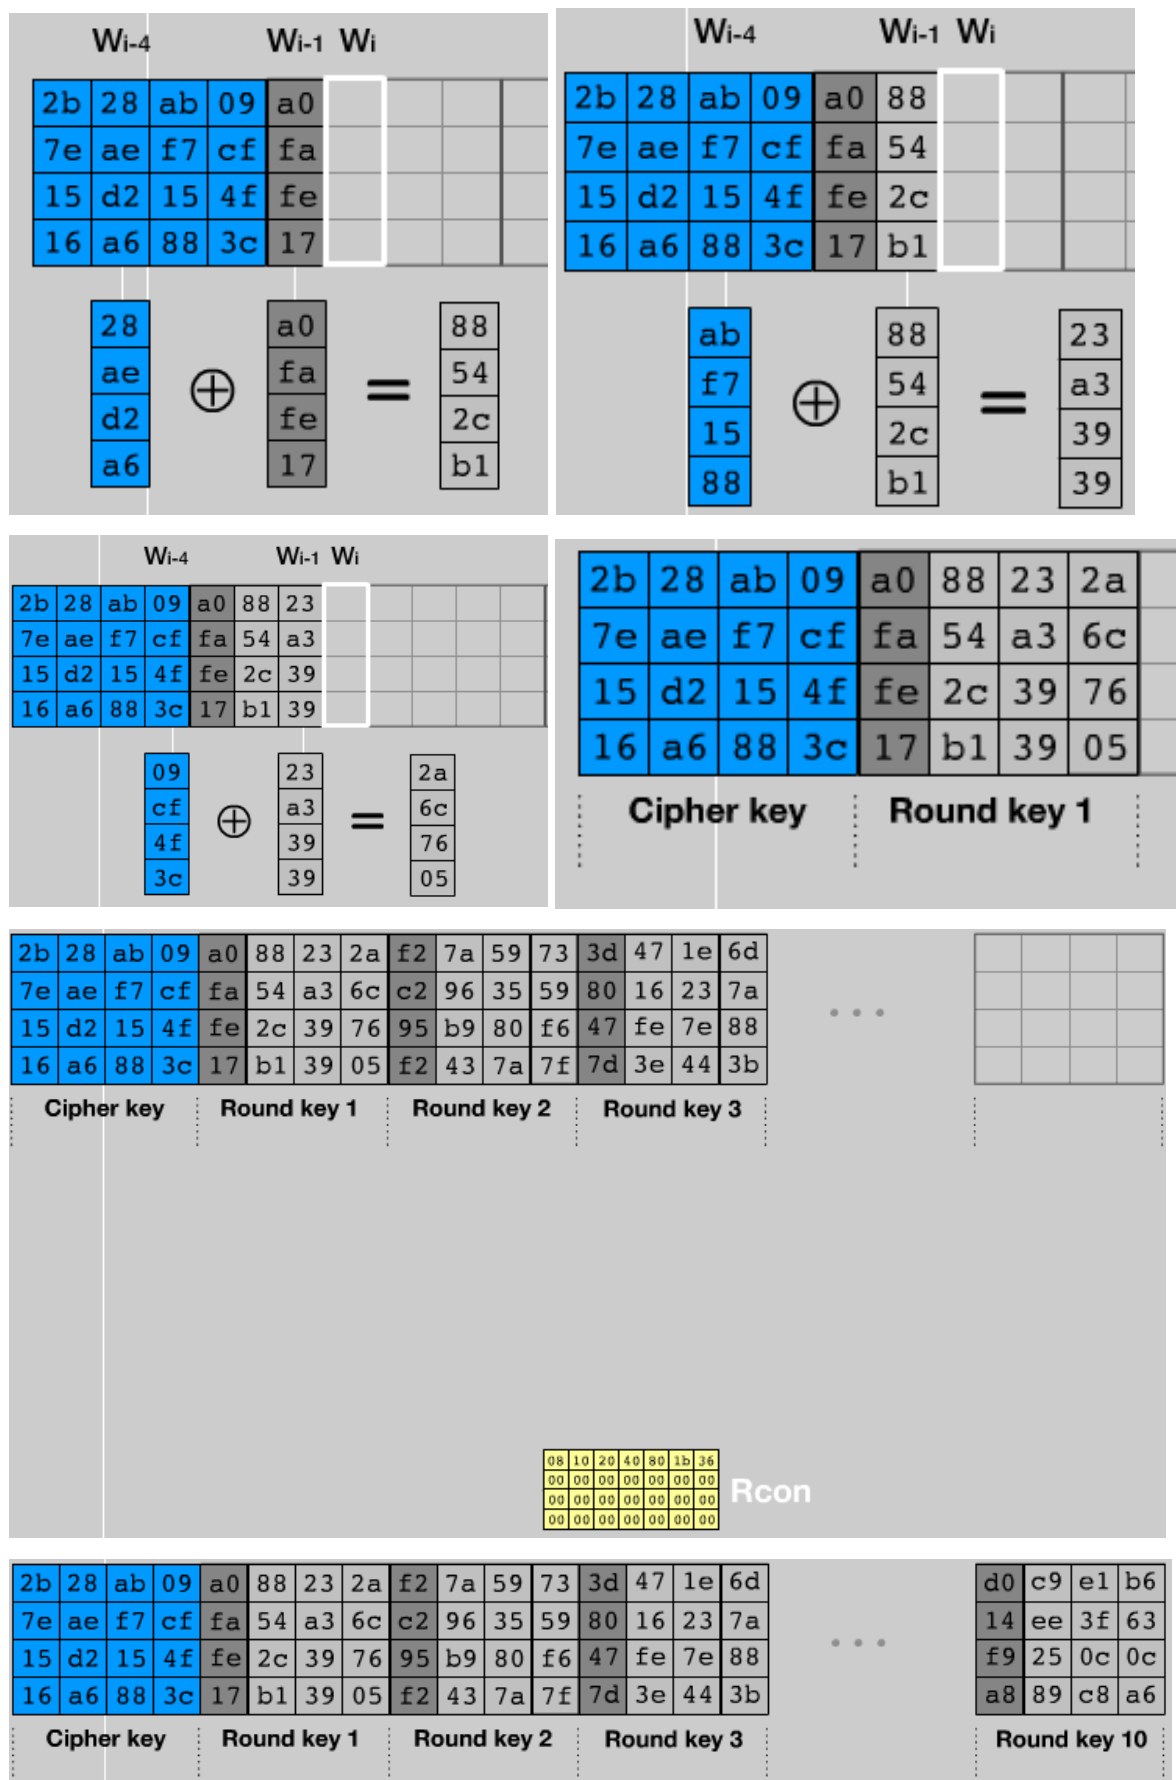 Wi-4 Wi-1 Wi
2b 28 ab 09 a0
7e ae f7 cf fa
15 d2 15 4f fe
16 a6 88 3c 17
28 a0 88
ae ⊕ fa = 54
d2 fe 2c
a6 17 b1
Wi-4 Wi-1 Wi
2b 28 ab 09 a0 88
7e ae f7 cf fa 54
15 d2 15 4f fe 2c
16 a6 88 3c 17 b1
ab 88 23
f7 ⊕ 54 = a3
15 2c 39
88 b1 39
Wi-4 Wi-1 Wi
2b 28 ab 09 a0 88 23
7e ae f7 cf fa 54 a3
15 d2 15 4f fe 2c 39
16 a6 88 3c 17 b1 39
09 23 2a
cf ⊕ a3 = 6c
4f 39 76
3c 39 05
2b 28 ab 09 a0 88 23 2a
7e ae f7 cf fa 54 a3 6c
15 d2 15 4f fe 2c 39 76
16 a6 88 3c 17 b1 39 05
Cipher key Round key 1
2b 28 ab 09 a0 88 23 2a f2 7a 59 73 3d 47 1e 6d
7e ae f7 cf fa 54 a3 6c c2 96 35 59 80 16 23 7a
15 d2 15 4f fe 2c 39 76 95 b9 80 f6 47 fe 7e 88
16 a6 88 3c 17 b1 39 05 f2 43 7a 7f 7d 3e 44 3b
...
Cipher key Round key 1 Round key 2 Round key 3
08 10 20 40 80 1b 36
00 00 00 00 00 00 00
00 00 00 00 00 00 00
00 00 00 00 00 00 00
Rcon
2b 28 ab 09 a0 88 23 2a f2 7a 59 73 3d 47 1e 6d d0 c9 e1 b6
7e ae f7 cf fa 54 a3 6c c2 96 35 59 80 16 23 7a 14 ee 3f 63
15 d2 15 4f fe 2c 39 76 95 b9 80 f6 47 fe 7e 88 ... f9 25 0c 0c
16 a6 88 3c 17 b1 39 05 f2 43 7a 7f 7d 3e 44 3b a8 89 c8 a6
Cipher key Round key 1 Round key 2 Round key 3 Round key 10